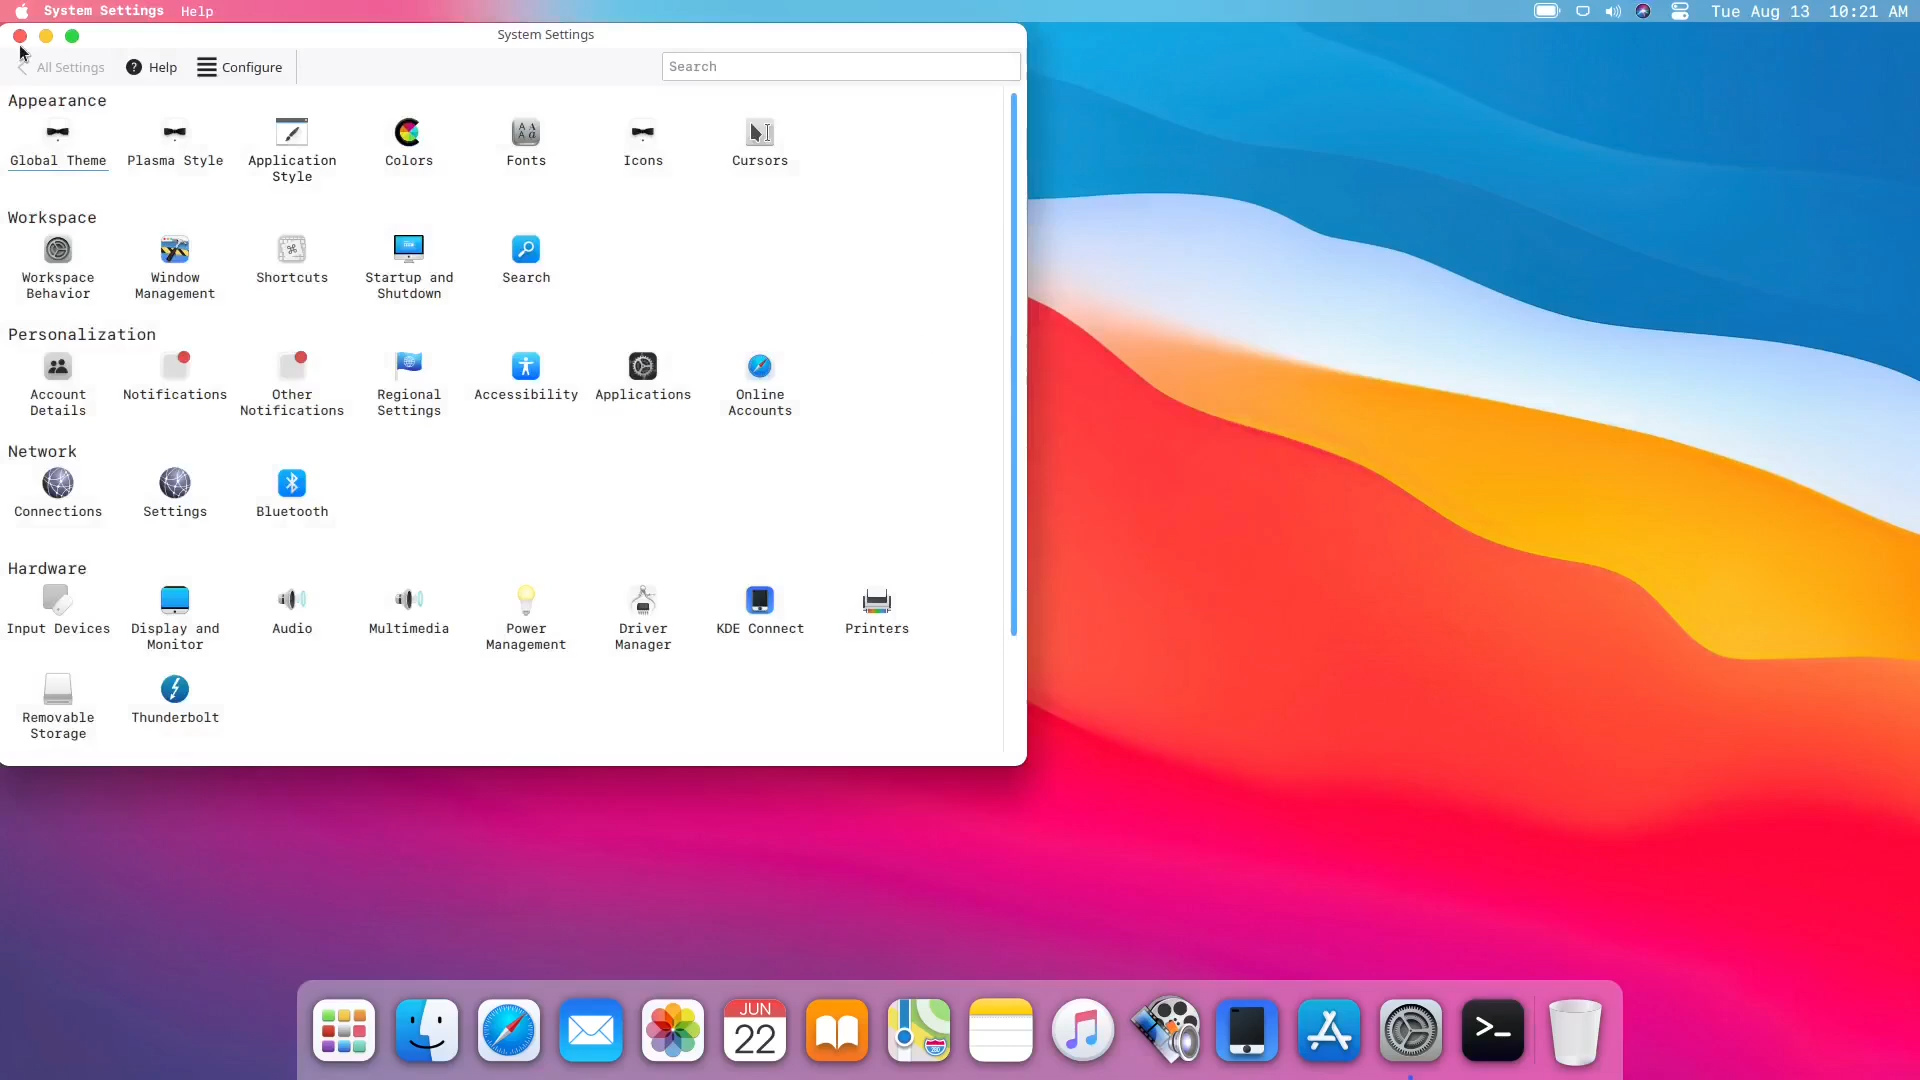 System Settings Help
Tue Aug 13 10:21 AM
System Settings
All Settings Help Configure Search
Appearance
Global Theme Plasma Style Application Style Colors Fonts Icons Cursors
Workspace
Workspace Behavior Window Management Shortcuts Startup and Shutdown Search
Personalization
Account Details Notifications Other Notifications Regional Settings Accessibility Applications Online Accounts
Network
Connections Settings Bluetooth
Hardware
Input Devices Display and Monitor Audio Multimedia Power Management Driver Manager KDE Connect Printers
Removable Storage Thunderbolt
JUN
22
280